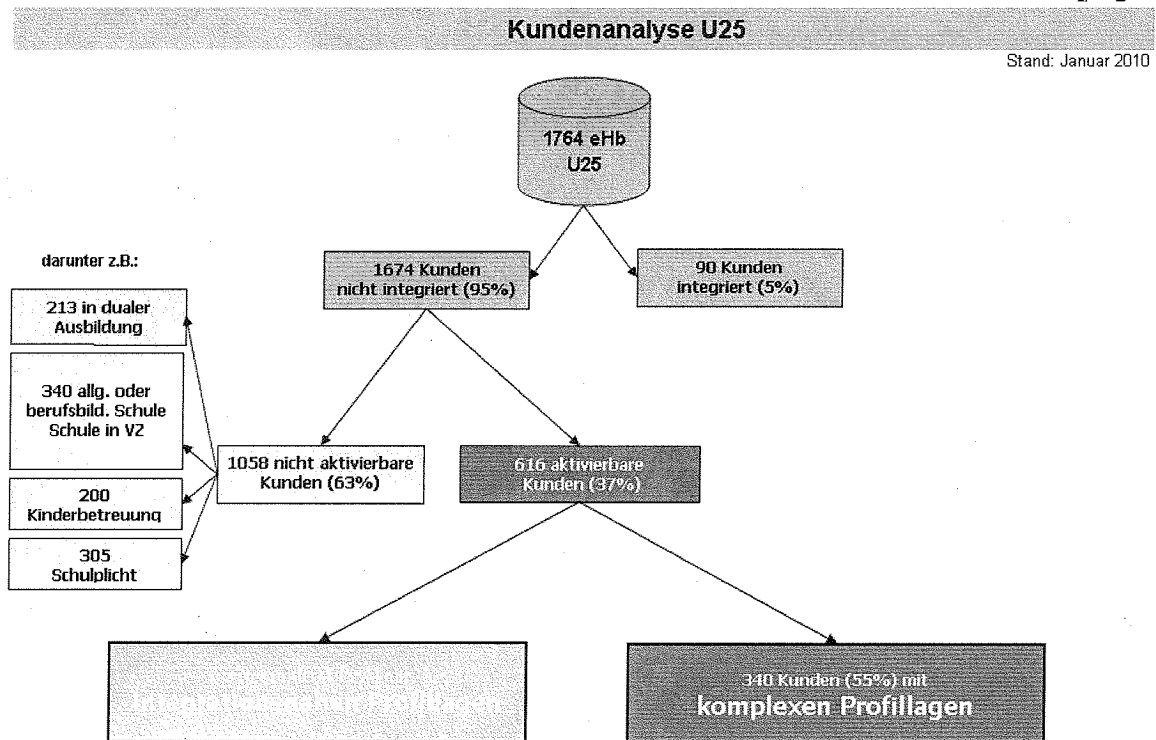 Kundenanalyse U25
Stand: Januar 2010
1764 eHb
U25
darunter z.B.:
1674 Kunden
nicht integriert (95%)
90 Kunden
integriert (5%)
213 in dualer
Ausbildung
340 allg. oder
berufsbild. Schule
Schule in VZ
1058 nicht aktivierbare
Kunden (63%)
616 aktivierbare
Kunden (37%)
200
Kinderbetreuung
305
Schulplicht
Profillagen
340 Kunden (55%) mit
komplexen Profillagen